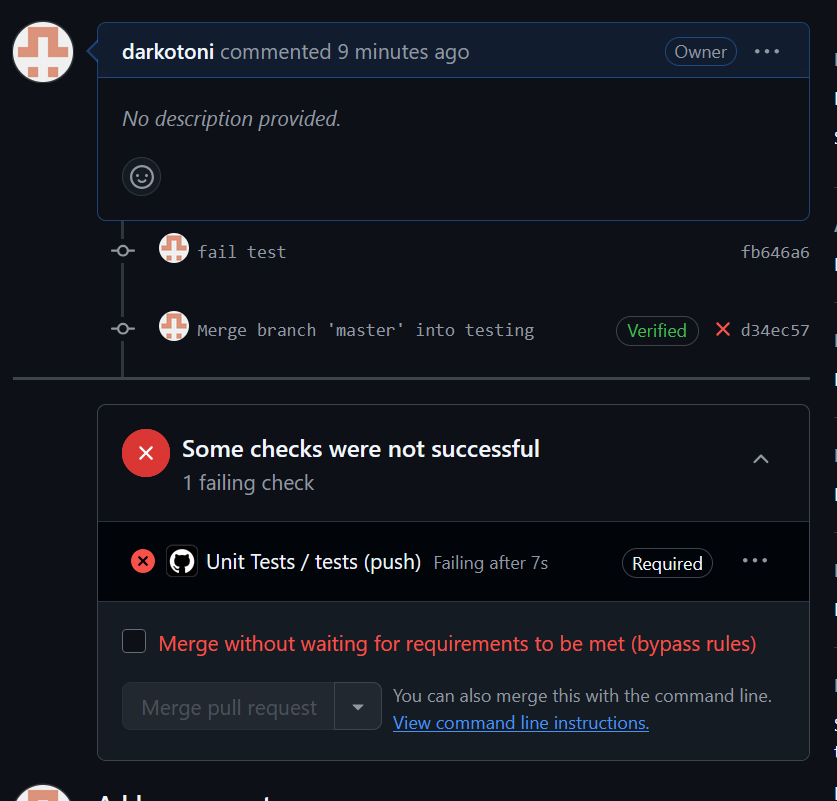 darkotoni commented 9 minutes ago Owner
No description provided.
fail test fb646a6
Merge branch 'master' into testing Verified d34ec57
Some checks were not successful
1 failing check
Unit Tests / tests (push) Failing after 7s Required
Merge without waiting for requirements to be met (bypass rules)
Merge pull request
You can also merge this with the command line.
View command line instructions.